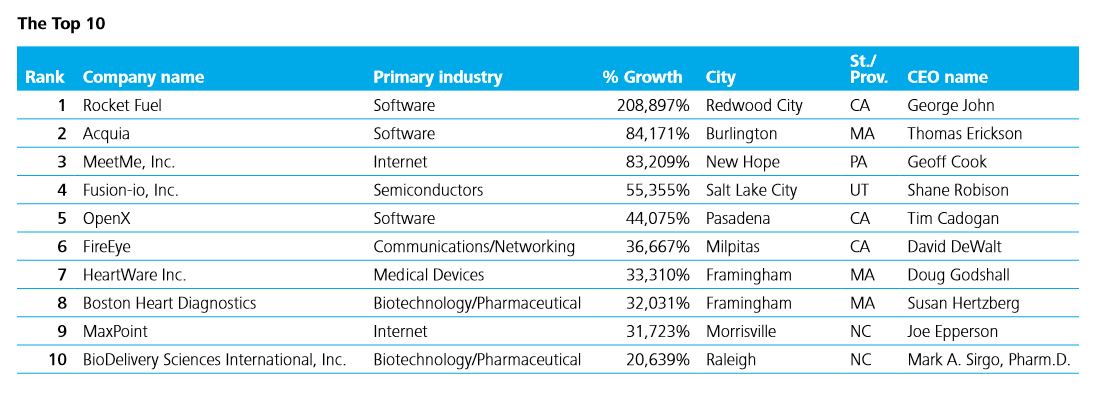 The Top 10
Rank Company name Primary industry % Growth City St./ Prov. CEO name
1 Rocket Fuel Software 208,897% Redwood City CA George John
2 Acquia Software 84,171% Burlington MA Thomas Erickson
3 MeetMe, Inc. Internet 83,209% New Hope PA Geoff Cook
4 Fusion-io, Inc. Semiconductors 55,355% Salt Lake City UT Shane Robison
5 OpenX Software 44,075% Pasadena CA Tim Cadogan
6 FireEye Communications/Networking 36,667% Milpitas CA David DeWalt
7 HeartWare Inc. Medical Devices 33,310% Framingham MA Doug Godshall
8 Boston Heart Diagnostics Biotechnology/Pharmaceutical 32,031% Framingham MA Susan Hertzberg
9 MaxPoint Internet 31,723% Morrisville NC Joe Epperson
10 BioDelivery Sciences International, Inc. Biotechnology/Pharmaceutical 20,639% Raleigh NC Mark A. Sirgo, Pharm.D.